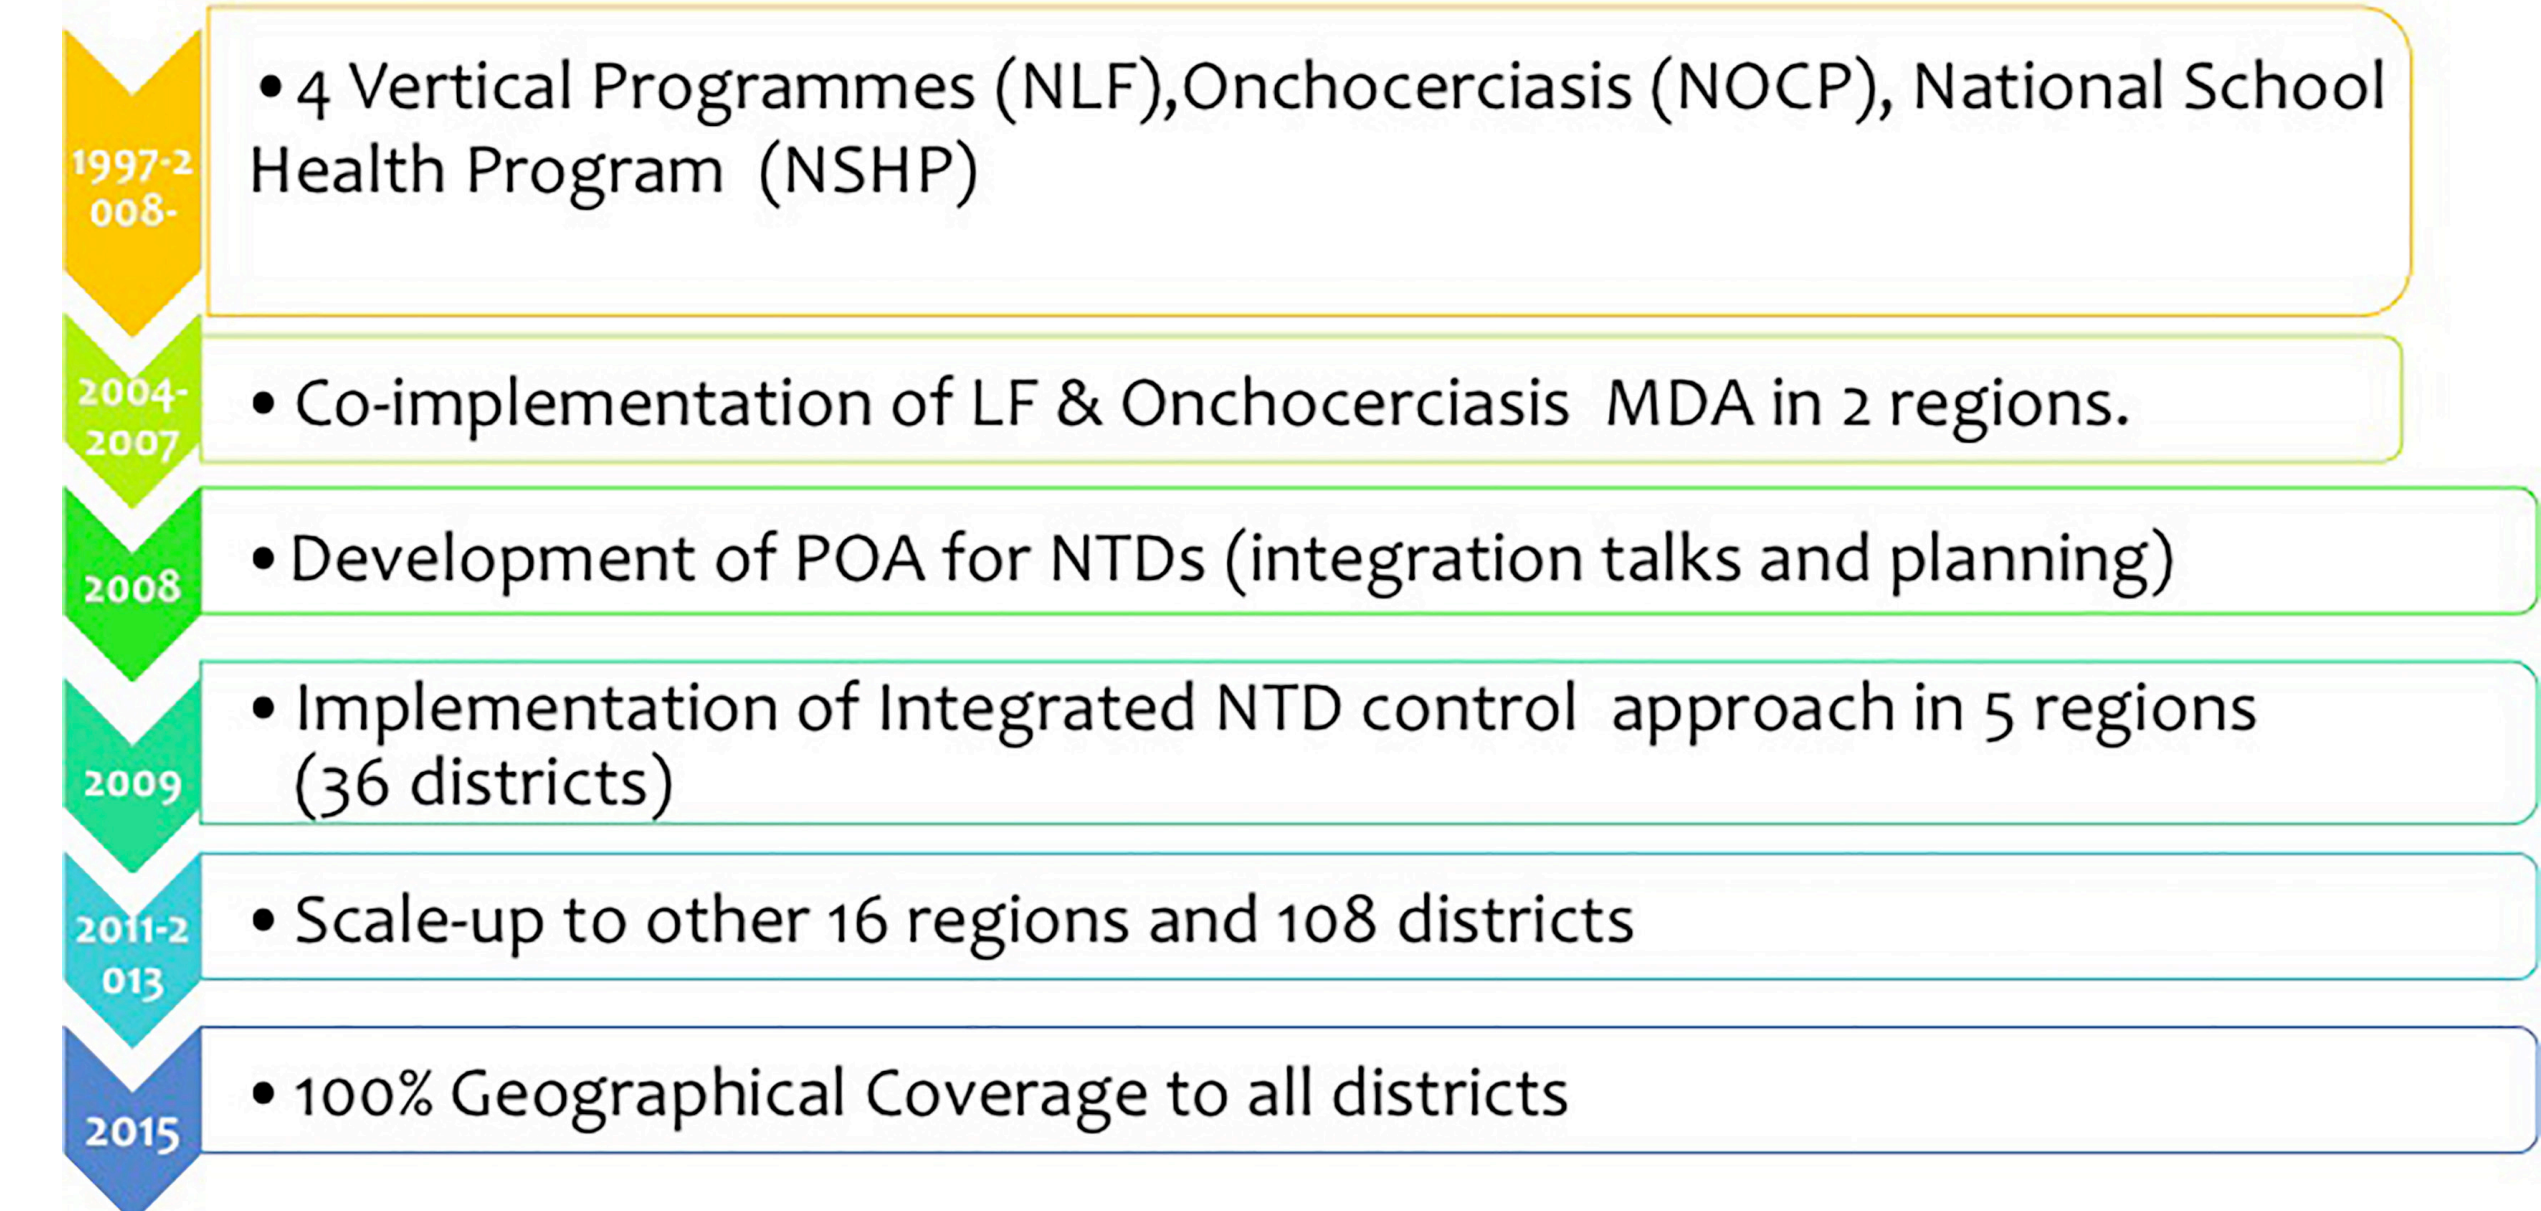 1997-2
008-
• 4 Vertical Programmes (NLF),Onchocerciasis (NOCP), National School
Health Program (NSHP)
2004-
2007
• Co-implementation of LF & Onchocerciasis MDA in 2 regions.
2008
• Development of POA for NTDs (integration talks and planning)
2009
• Implementation of Integrated NTD control approach in 5 regions
(36 districts)
2011-2
013
• Scale-up to other 16 regions and 108 districts
2015
• 100% Geographical Coverage to all districts